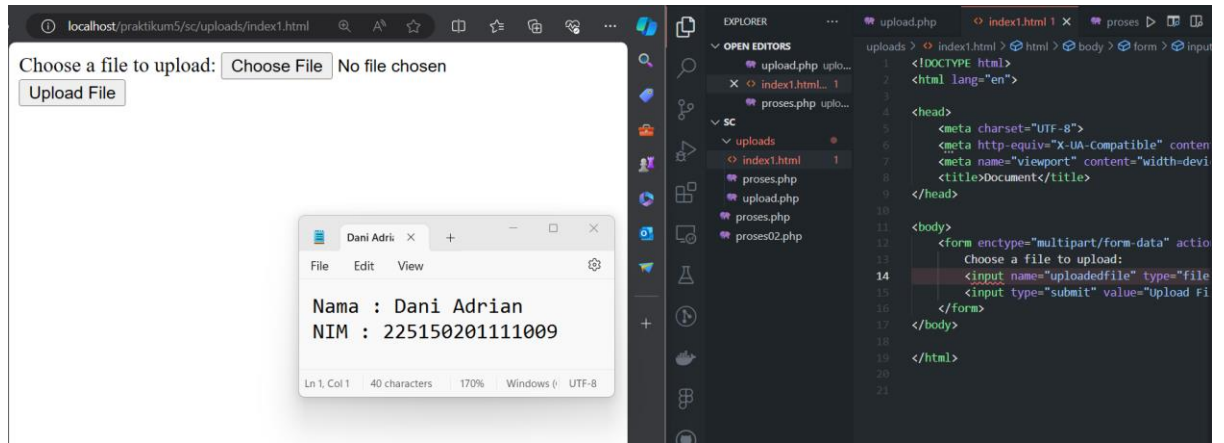 localhost/praktikum5/sc/uploads/index1.html
Choose a file to upload: Choose File No file chosen
Upload File
Dani Adri
File Edit View
Nama : Dani Adrian
NIM : 225150201111009
Ln 1, Col 1 40 characters 170% Windows ( UTF-8
EXPLORER
OPEN EDITORS
upload.php uplo...
index1.html... 1
proses.php uplo...
SC
uploads
index1.html 1
proses.php
upload.php
proses.php
proses02.php
upload.php index1.html 1 proses
uploads > index1.html > html > body > form > input
1 <!DOCTYPE html>
2 <html lang="en">
3
4 <head>
5 <meta charset="UTF-8">
6 <meta http-equiv="X-UA-Compatible" conten
7 <meta name="viewport" content="width=devi
8 <title>Document</title>
9 </head>
10
11 <body>
12 <form enctype="multipart/form-data" actio
13 Choose a file to upload:
14 <input name="uploadedfile" type="file
15 <input type="submit" value="Upload Fi
16 </form>
17 </body>
18
19 </html>
20
21